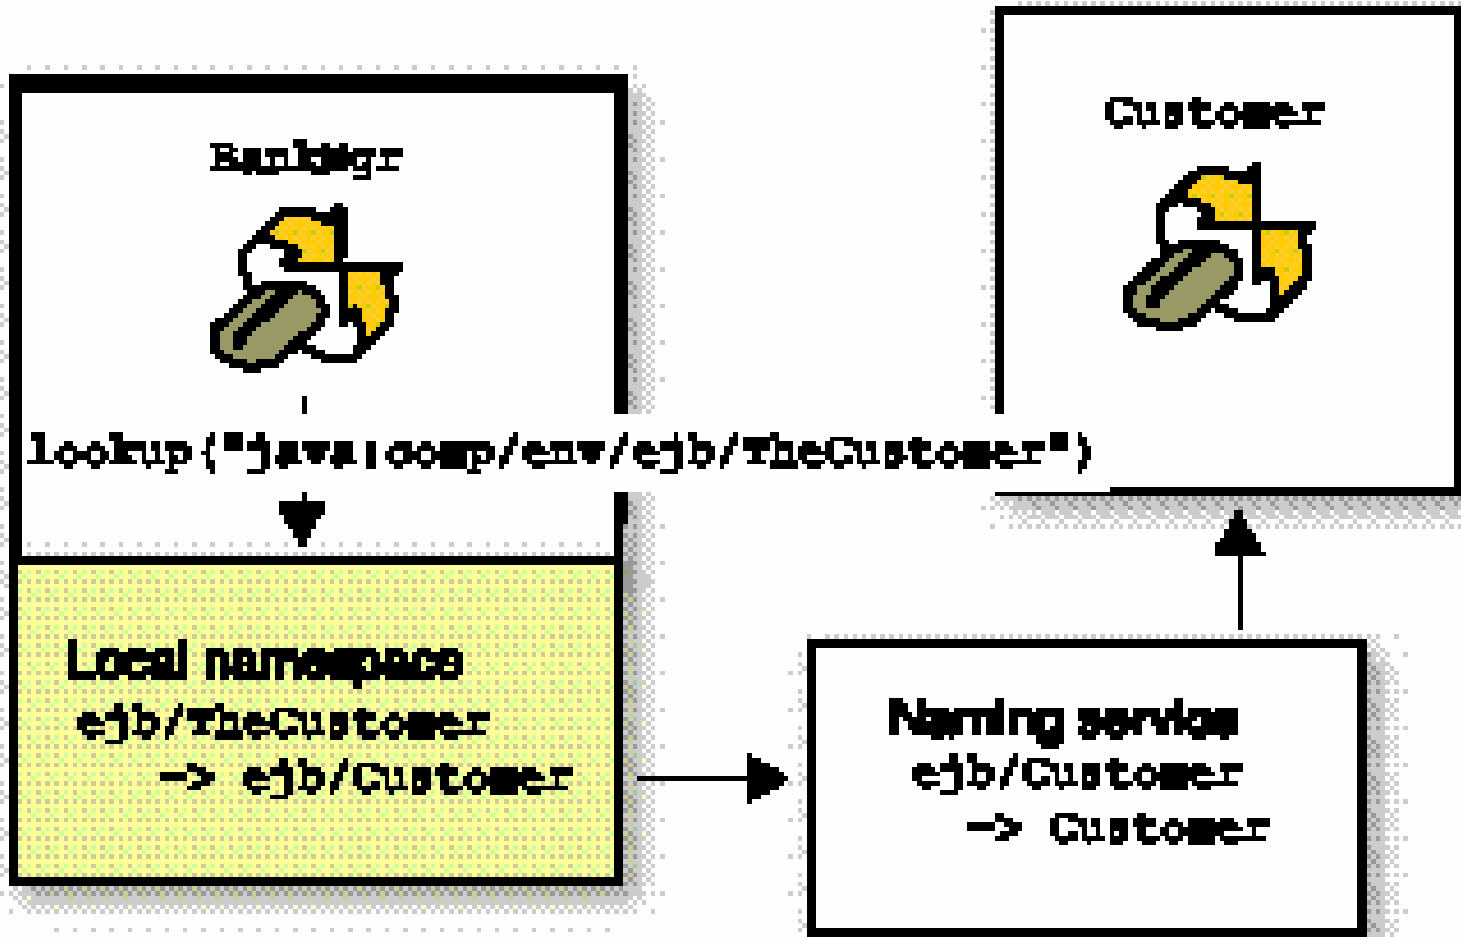 BankMgr
Customer
lookup("java:comp/env/ejb/TheCustomer")
Local namespace
ejb/TheCustomer
-> ejb/Customer
Naming service
ejb/Customer
-> Customer